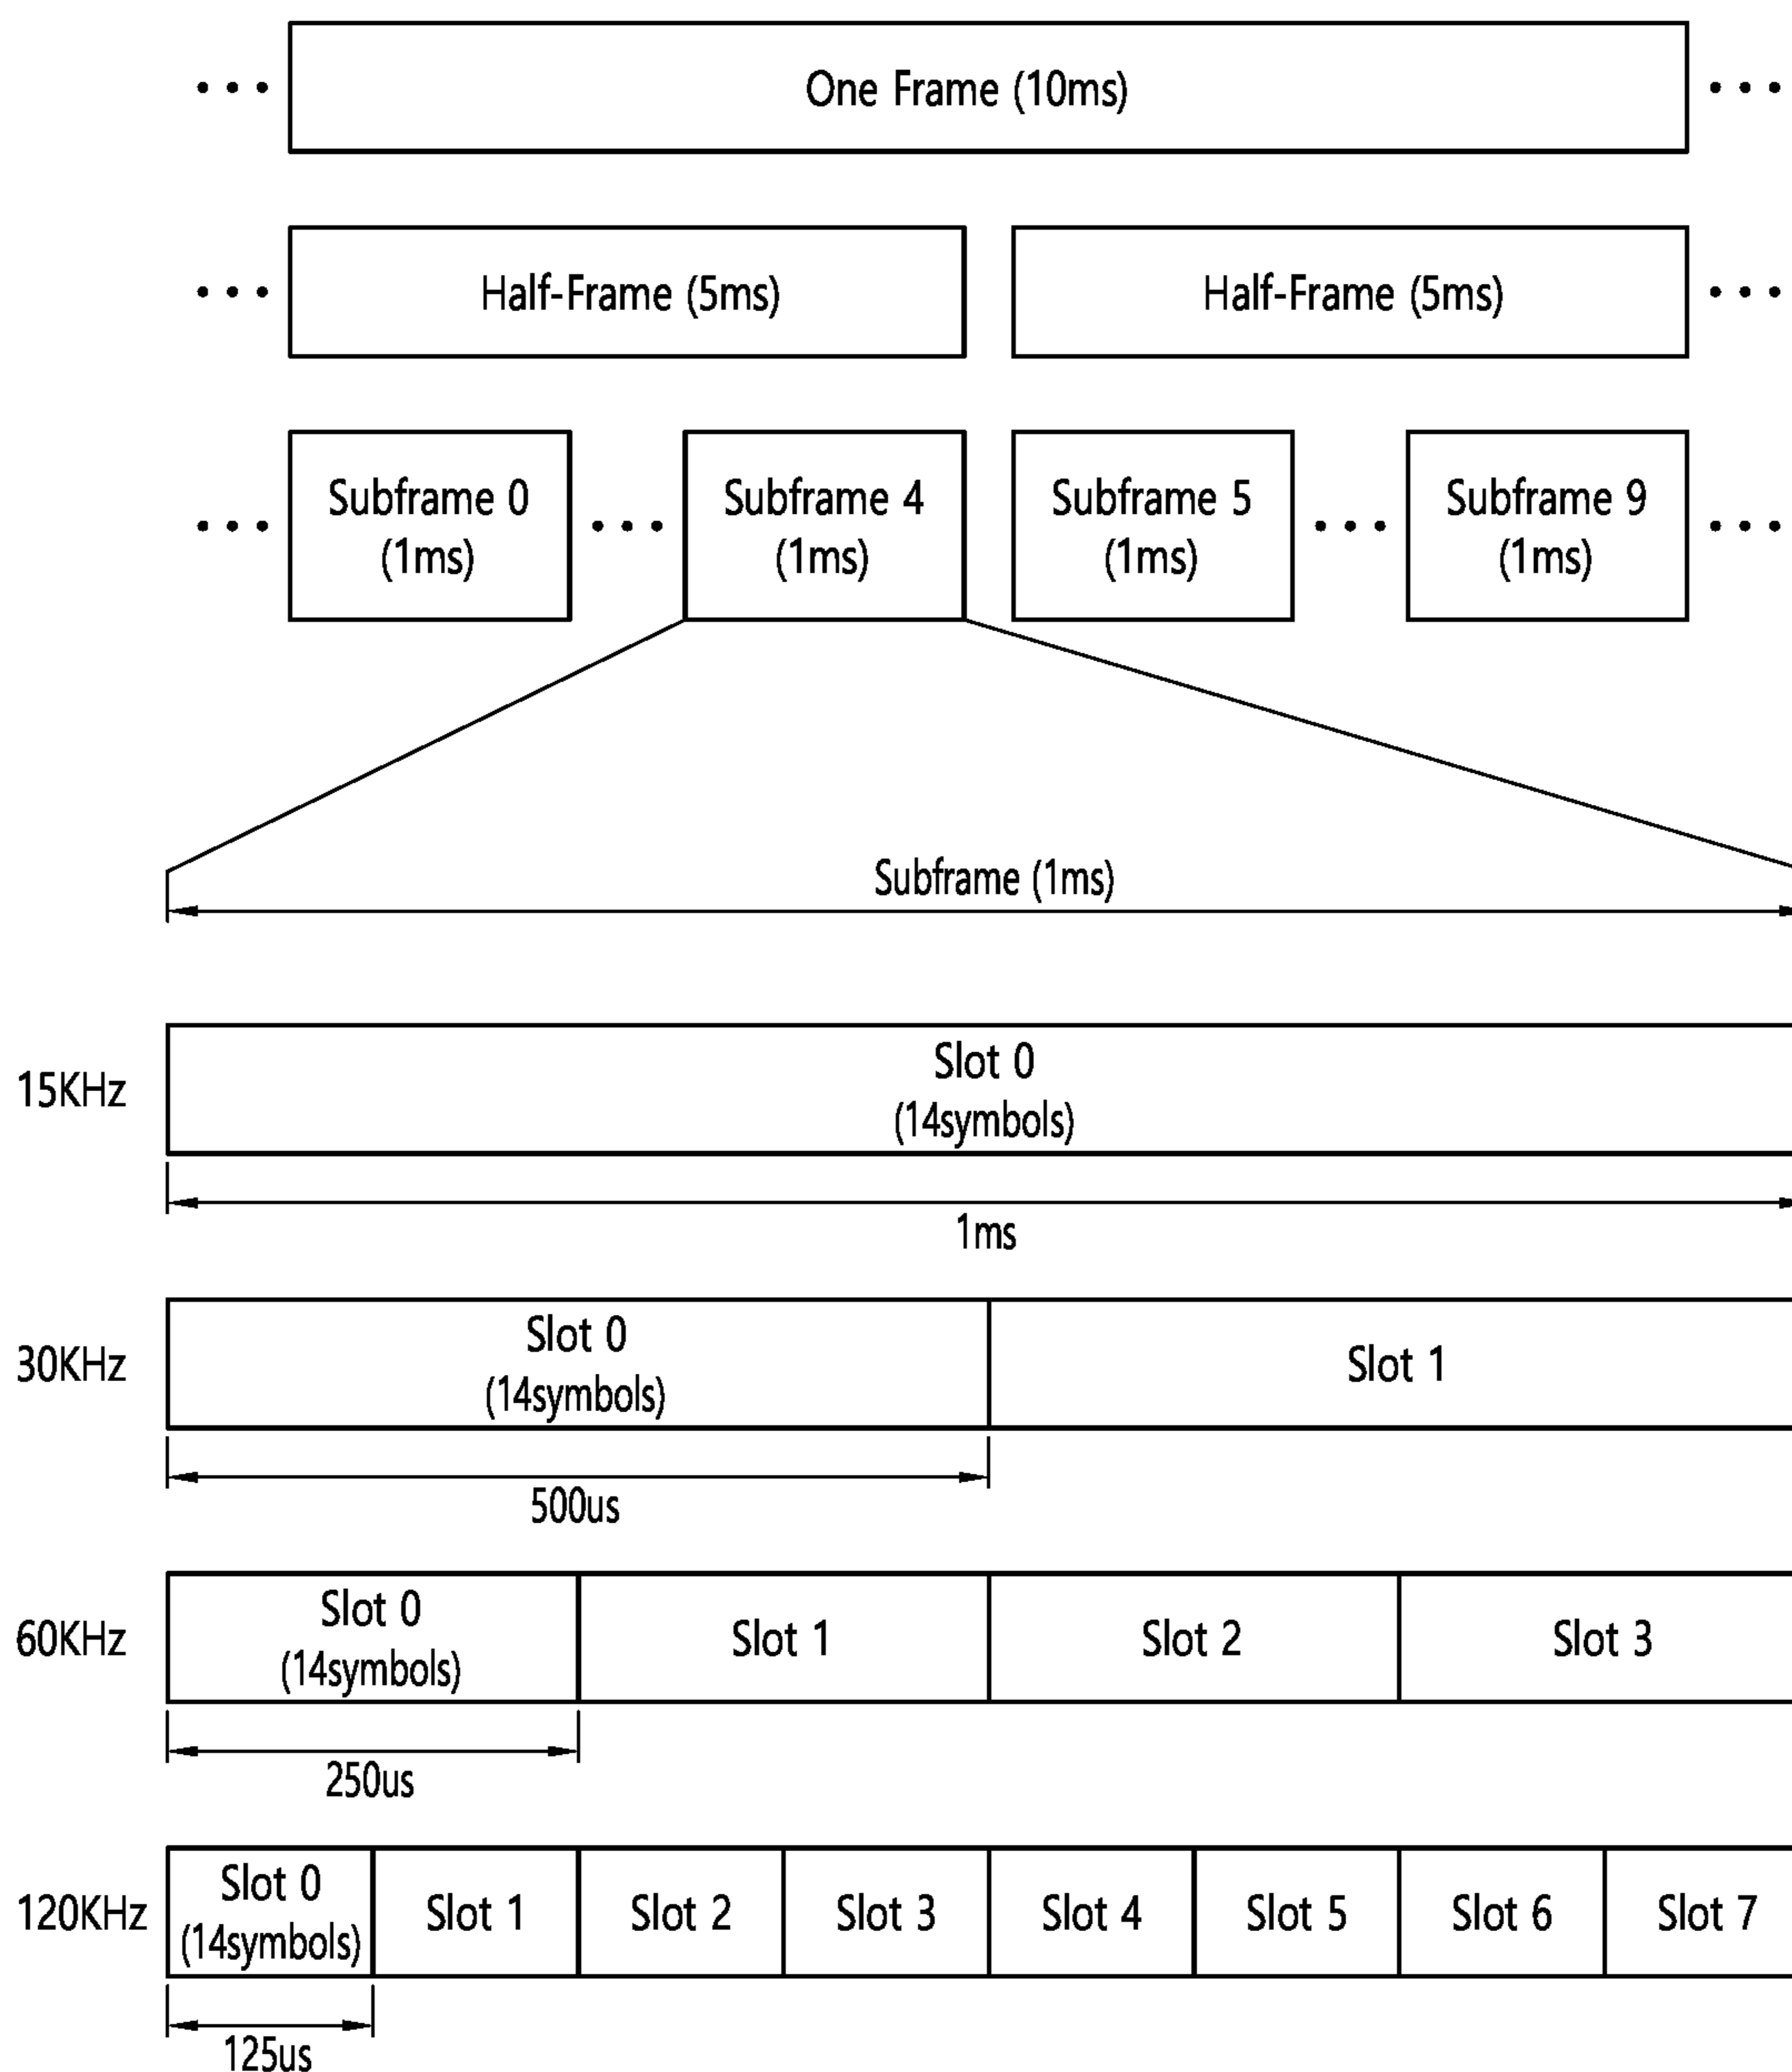 One Frame (10ms)
Half-Frame (5ms)
Half-Frame (5ms)
Subframe 0
(1ms)
Subframe 4
(1ms)
Subframe 5
(1ms)
Subframe 9
(1ms)
Subframe (1ms)
15KHz
Slot 0
(14symbols)
1ms
30KHz
Slot 0
(14symbols)
Slot 1
500us
60KHz
Slot 0
(14symbols)
Slot 1
Slot 2
Slot 3
250us
120KHz
Slot 0
(14symbols)
Slot 1
Slot 2
Slot 3
Slot 4
Slot 5
Slot 6
Slot 7
125us